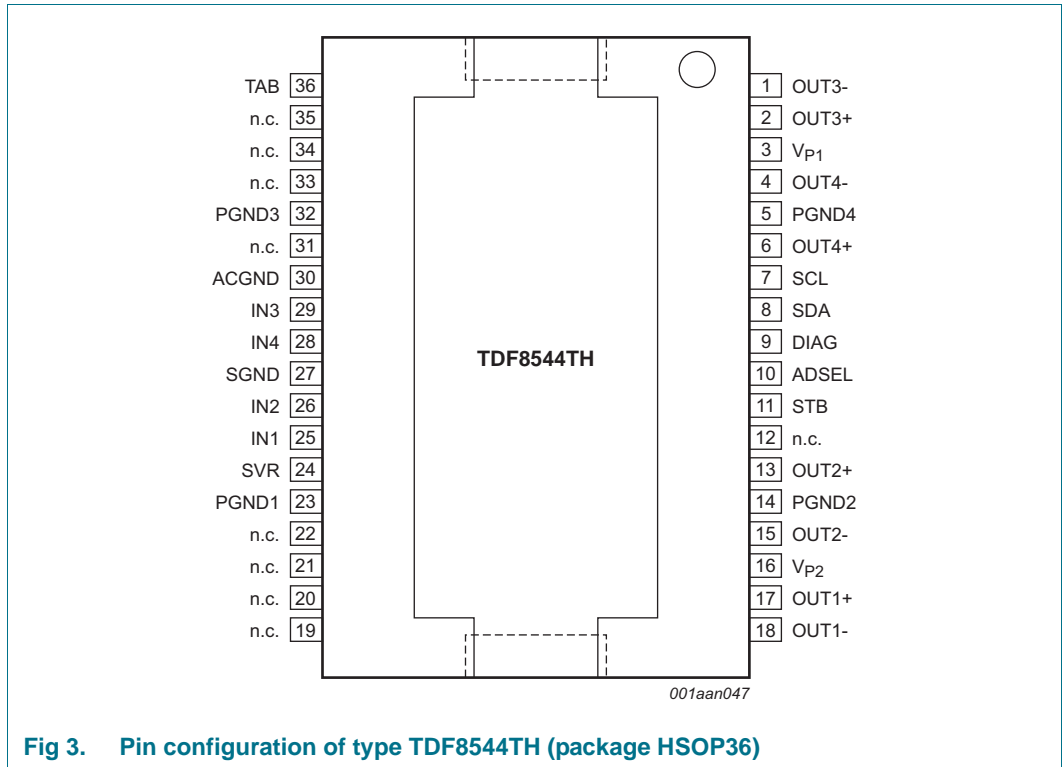 TAB 36
n.c. 35
n.c. 34
n.c. 33
PGND3 32
n.c. 31
ACGND 30
IN3 29
IN4 28
SGND 27
IN2 26
IN1 25
SVR 24
PGND1 23
n.c. 22
n.c. 21
n.c. 20
n.c. 19
TDF8544TH
1 OUT3-
2 OUT3+
3 VP1
4 OUT4-
5 PGND4
6 OUT4+
7 SCL
8 SDA
9 DIAG
10 ADSEL
11 STB
12 n.c.
13 OUT2+
14 PGND2
15 OUT2-
16 VP2
17 OUT1+
18 OUT1-
001aan047
Fig 3. Pin configuration of type TDF8544TH (package HSOP36)